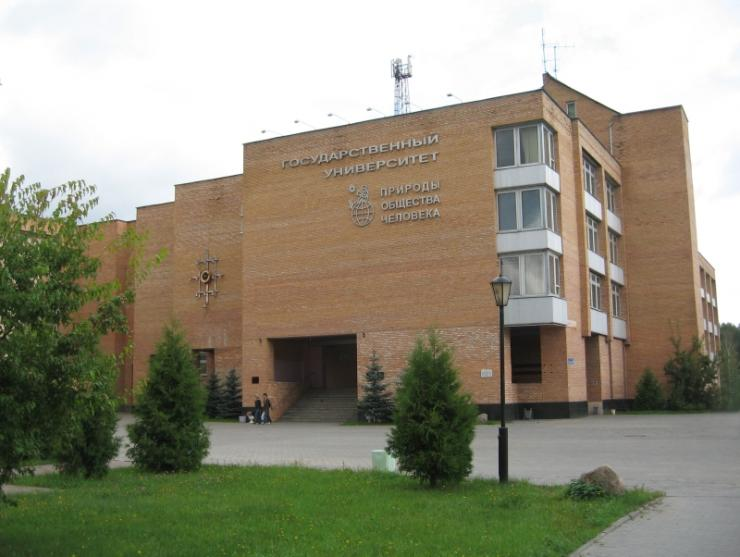 ГОСУДАРСТВЕННЫЙ
УНИВЕРСИТЕТ
ПРИРОДЫ
ОБЩЕСТВА
ЧЕЛОВЕКА